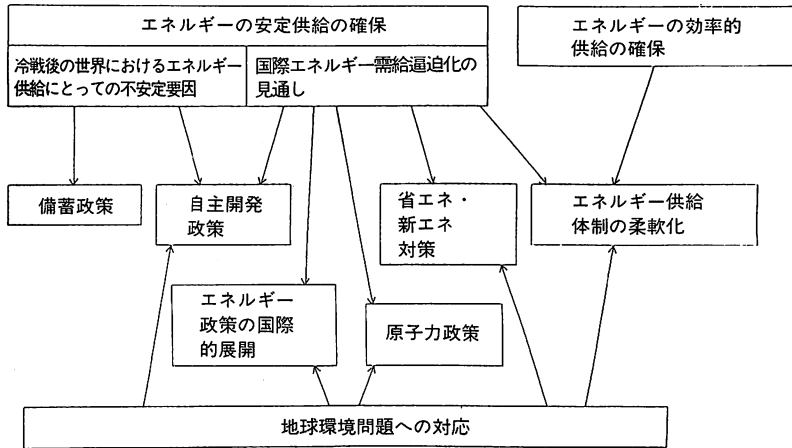 エネルギーの安定供給の確保
冷戦後の世界におけるエネルギー
供給にとっての不安定要因
国際エネルギー需給逼迫化の
見通し
エネルギーの効率的
供給の確保
備蓄政策
自主開発
政策
省エネ・
新エネ
対策
エネルギー供給
体制の柔軟化
エネルギー
政策の国際
的展開
原子力政策
地球環境問題への対応